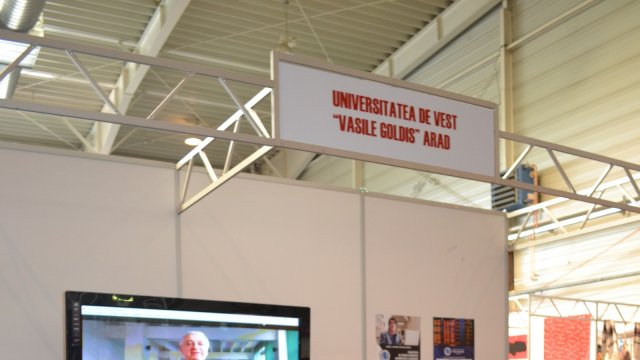 UNIVERSITATEA DE VEST
"VASILE GOLDIS" ARAD